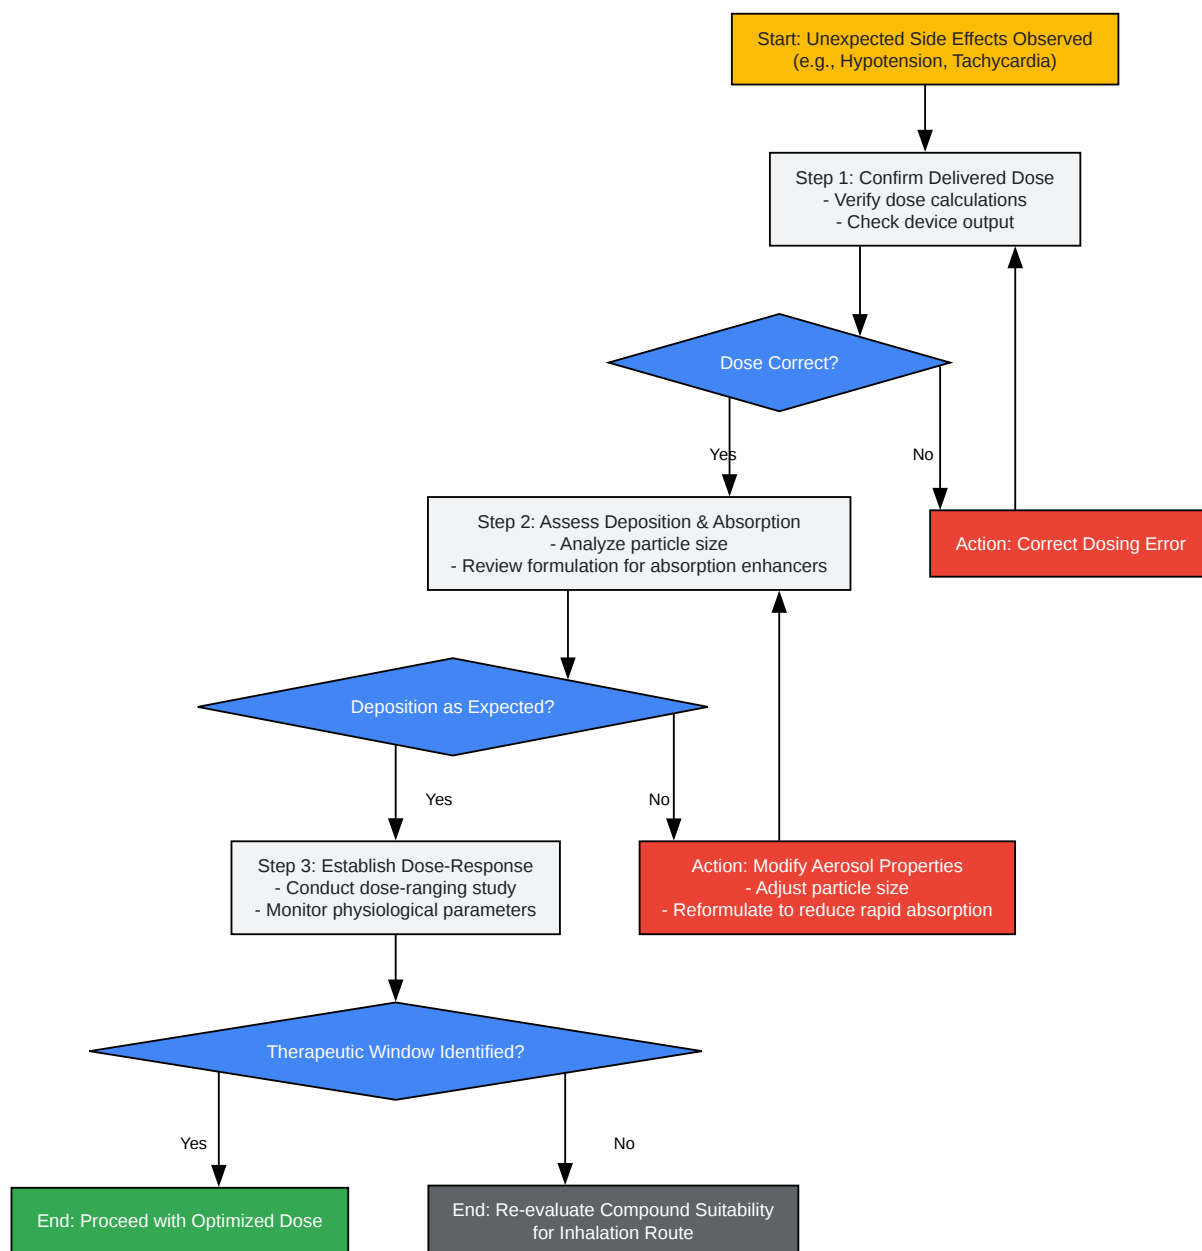 Start: Unexpected Side Effects Observed
(e.g., Hypotension, Tachycardia)
Step 1: Confirm Delivered Dose
- Verify dose calculations
- Check device output
Dose Correct?
Yes
No
Step 2: Assess Deposition & Absorption
- Analyze particle size
- Review formulation for absorption enhancers
Action: Correct Dosing Error
Deposition as Expected?
Yes
No
Step 3: Establish Dose-Response
- Conduct dose-ranging study
- Monitor physiological parameters
Action: Modify Aerosol Properties
- Adjust particle size
- Reformulate to reduce rapid absorption
Therapeutic Window Identified?
Yes
No
End: Proceed with Optimized Dose
End: Re-evaluate Compound Suitability
for Inhalation Route